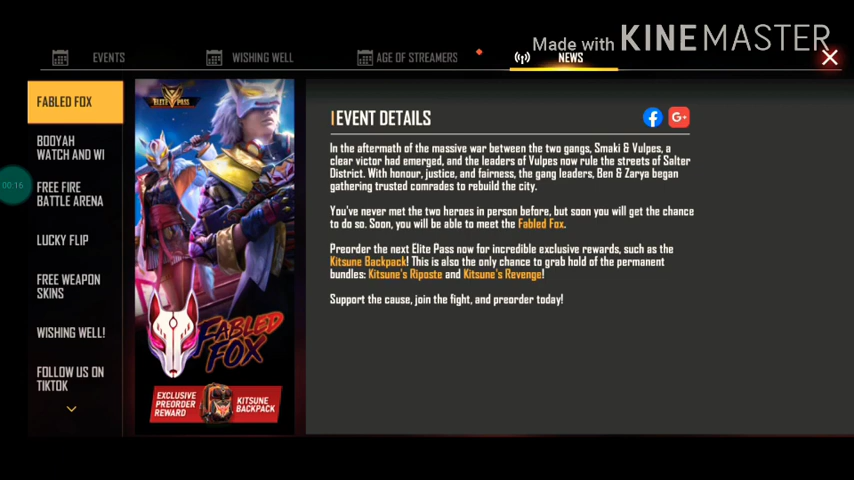 Made with KINEMASTER
EVENTS
WISHING WELL
AGE OF STREAMERS
NEWS
FABLED FOX
BOOYAH
WATCH AND WI
FREE FIRE
BATTLE ARENA
LUCKY FLIP
FREE WEAPON
SKINS
WISHING WELL!
FOLLOW US ON
TIKTOK
00:16
ELITE PASS
FABLED
FOX
EXCLUSIVE
PREORDER
REWARD
KITSUNE
BACKPACK
EVENT DETAILS
In the aftermath of the massive war between the two gangs, Smaki & Vulpes, a
clear victor had emerged, and the leaders of Vulpes now rule the streets of Salter
District. With honour, justice, and fairness, the gang leaders, Ben & Zarya began
gathering trusted comrades to rebuild the city.
You've never met the two heroes in person before, but soon you will get the chance
to do so. Soon, you will be able to meet the Fabled Fox.
Preorder the next Elite Pass now for incredible exclusive rewards, such as the
Kitsune Backpack! This is also the only chance to grab hold of the permanent
bundles: Kitsune's Riposte and Kitsune's Revenge!
Support the cause, join the fight, and preorder today!